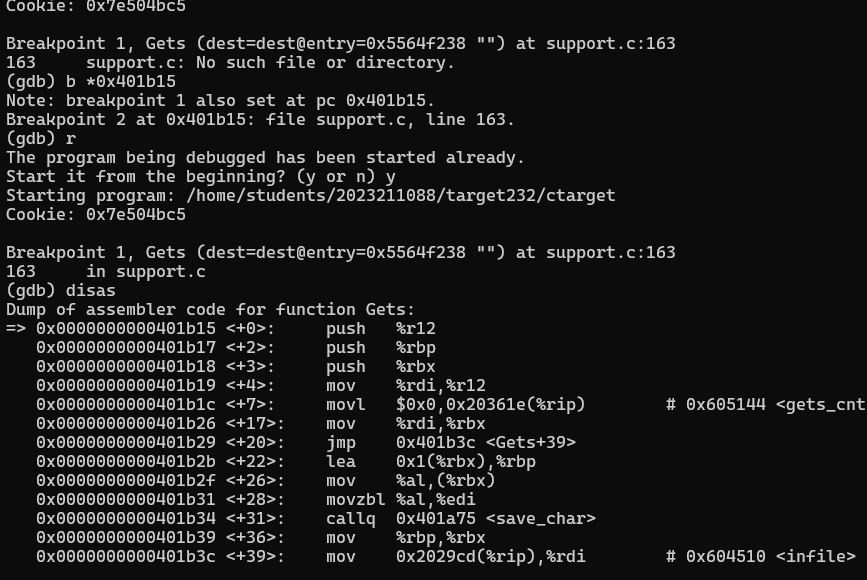 Cookie: 0x7e504bc5
Breakpoint 1, Gets (dest=dest@entry=0x5564f238 "") at support.c:163
163     support.c: No such file or directory.
(gdb) b *0x401b15
Note: breakpoint 1 also set at pc 0x401b15.
Breakpoint 2 at 0x401b15: file support.c, line 163.
(gdb) r
The program being debugged has been started already.
Start it from the beginning? (y or n) y
Starting program: /home/students/2023211088/target232/ctarget
Cookie: 0x7e504bc5
Breakpoint 1, Gets (dest=dest@entry=0x5564f238 "") at support.c:163
163     in support.c
(gdb) disas
Dump of assembler code for function Gets:
=> 0x0000000000401b15 <+0>:     push   %r12
   0x0000000000401b17 <+2>:     push   %rbp
   0x0000000000401b18 <+3>:     push   %rbx
   0x0000000000401b19 <+4>:     mov    %rdi,%r12
   0x0000000000401b1c <+7>:     movl   $0x0,0x20361e(%rip)        # 0x605144 <gets_cnt
   0x0000000000401b26 <+17>:    mov    %rdi,%rbx
   0x0000000000401b29 <+20>:    jmp    0x401b3c <Gets+39>
   0x0000000000401b2b <+22>:    lea    0x1(%rbx),%rbp
   0x0000000000401b2f <+26>:    mov    %al,(%rbx)
   0x0000000000401b31 <+28>:    movzbl %al,%edi
   0x0000000000401b34 <+31>:    callq  0x401a75 <save_char>
   0x0000000000401b39 <+36>:    mov    %rbp,%rbx
   0x0000000000401b3c <+39>:    mov    0x2029cd(%rip),%rdi        # 0x604510 <infile>